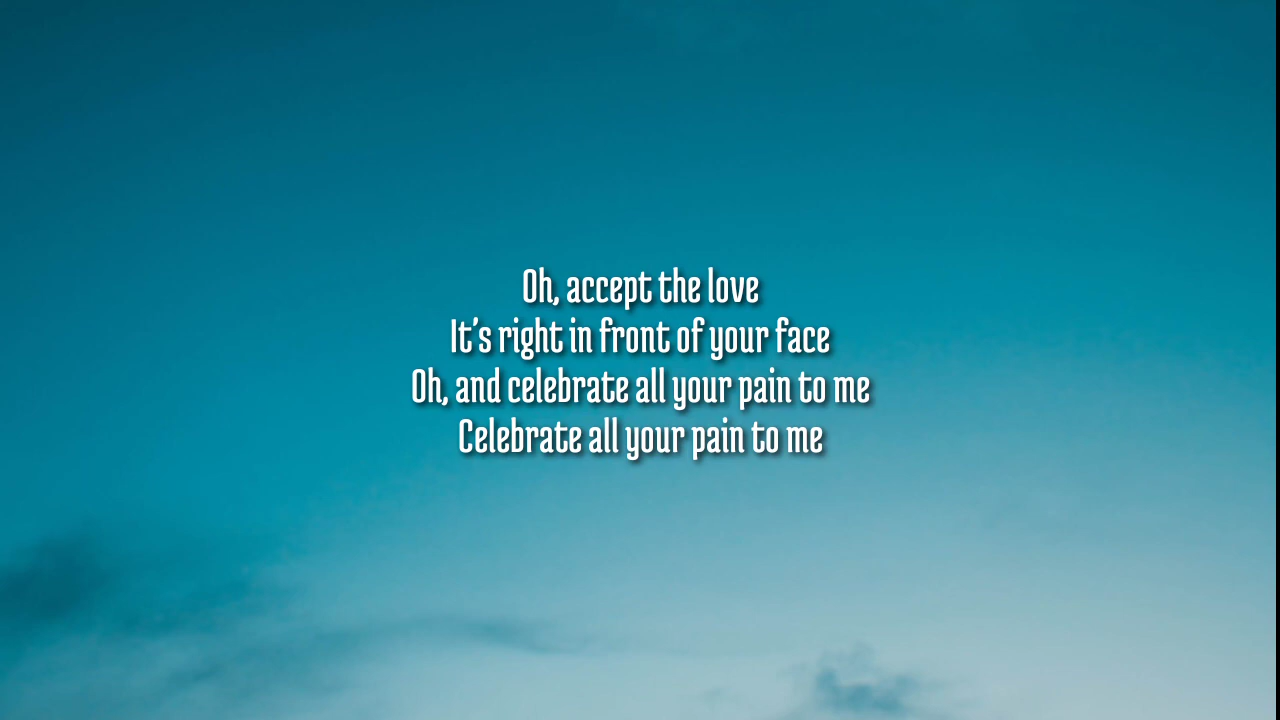 Oh, accept the love
It's right in front of your face
Oh, and celebrate all your pain to me
Celebrate all your pain to me